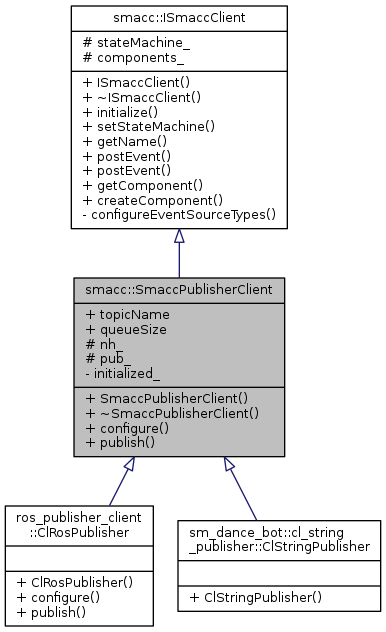 smacc::ISmaccClient
# stateMachine_
# components_
+ ISmaccClient()
+ ~ISmaccClient()
+ initialize()
+ setStateMachine()
+ getName()
+ postEvent()
+ postEvent()
+ getComponent()
+ createComponent()
- configureEventSourceTypes()
smacc::SmaccPublisherClient
+ topicName
+ queueSize
# nh_
# pub_
- initialized_
+ SmaccPublisherClient()
+ ~SmaccPublisherClient()
+ configure()
+ publish()
ros_publisher_client
::ClRosPublisher
+ ClRosPublisher()
+ configure()
+ publish()
sm_dance_bot::cl_string
_publisher::ClStringPublisher
+ ClStringPublisher()